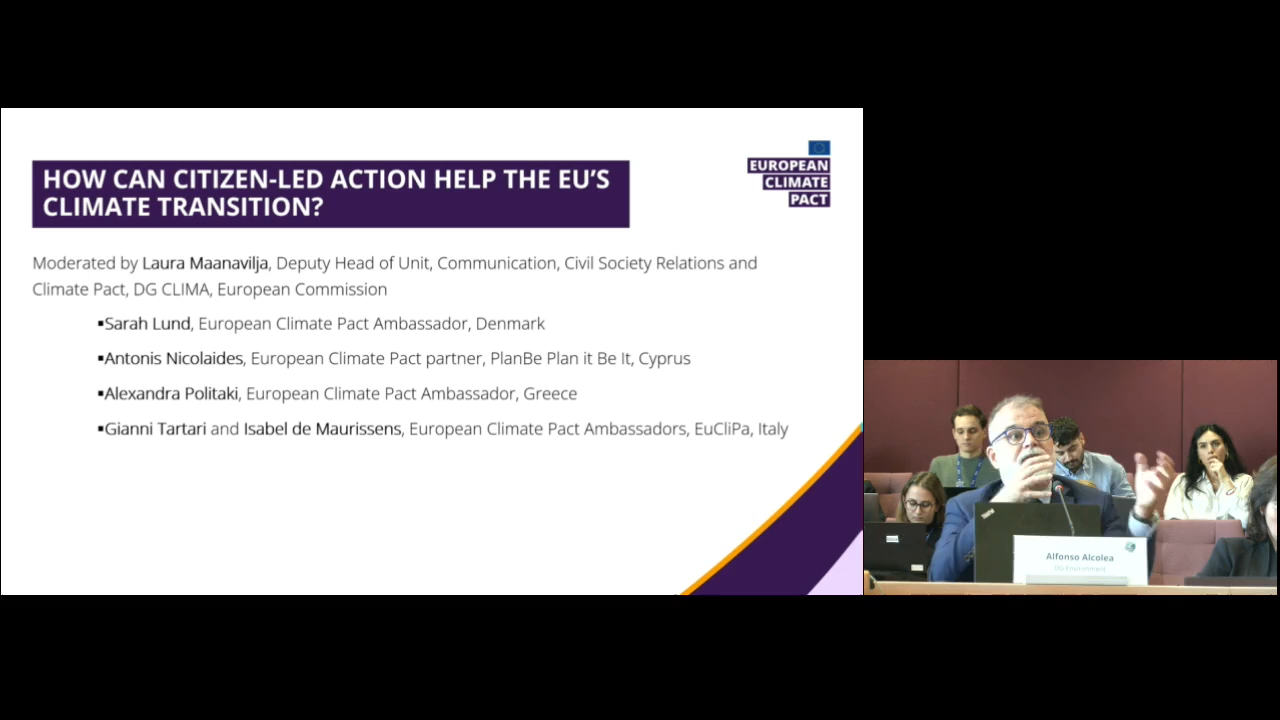 HOW CAN CITIZEN-LED ACTION HELP THE EU'S
CLIMATE TRANSITION?
EUROPEAN
CLIMATE
PACT
Moderated by Laura Maanavilja, Deputy Head of Unit, Communication, Civil Society Relations and
Climate Pact, DG CLIMA, European Commission
▪Sarah Lund, European Climate Pact Ambassador, Denmark
▪Antonis Nicolaides, European Climate Pact partner, PlanBe Plan it Be It, Cyprus
▪Alexandra Politaki, European Climate Pact Ambassador, Greece
▪Gianni Tartari and Isabel de Maurissens, European Climate Pact Ambassadors, EuCliPa, Italy
Alfonso Alcolea
DG Environment